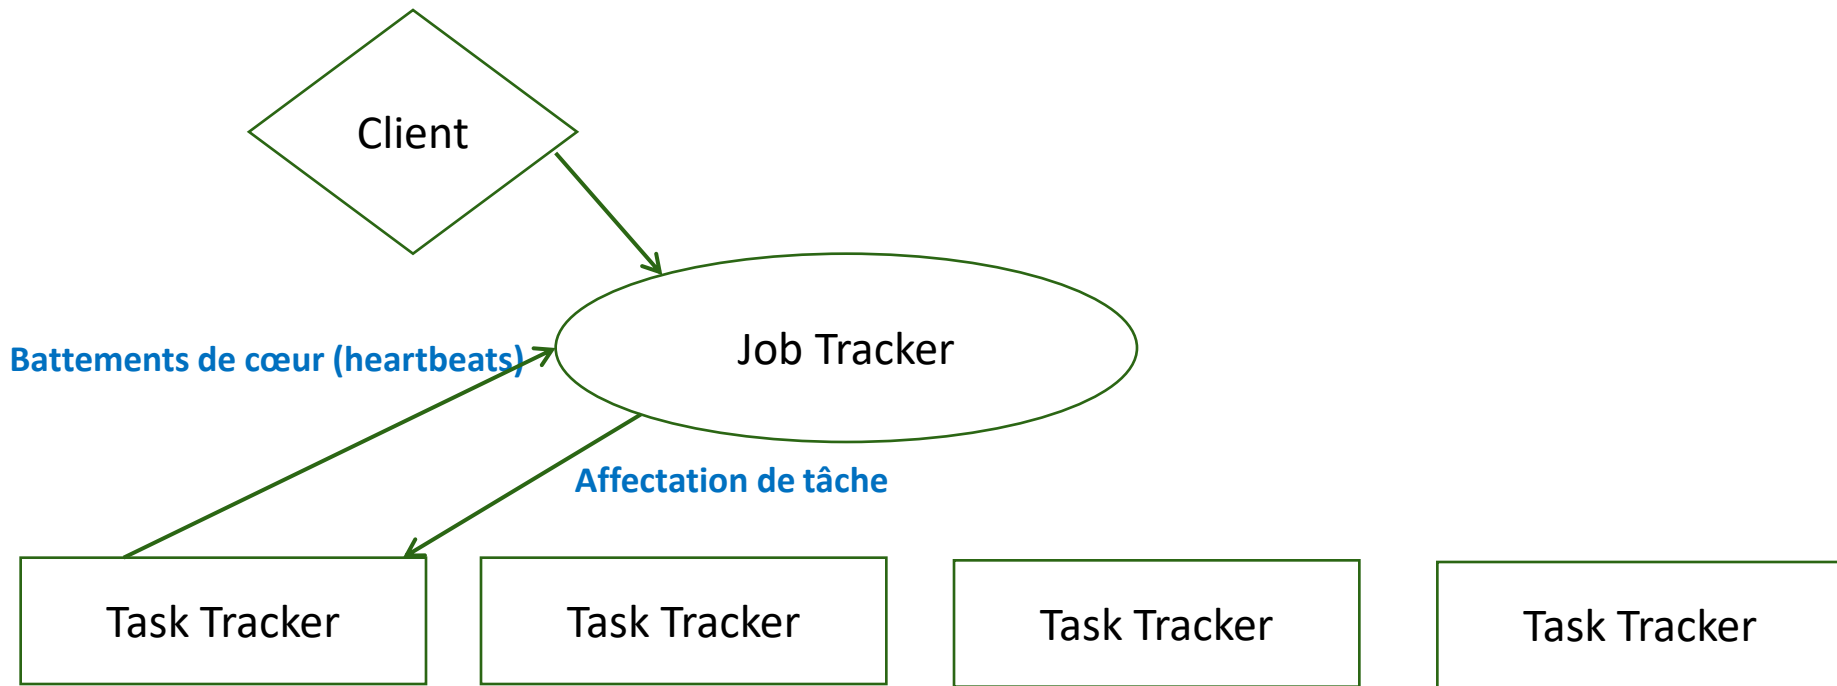 Client
Job Tracker
Battements de cœur (heartbeats)
Affectation de tâche
Task Tracker
Task Tracker
Task Tracker
Task Tracker